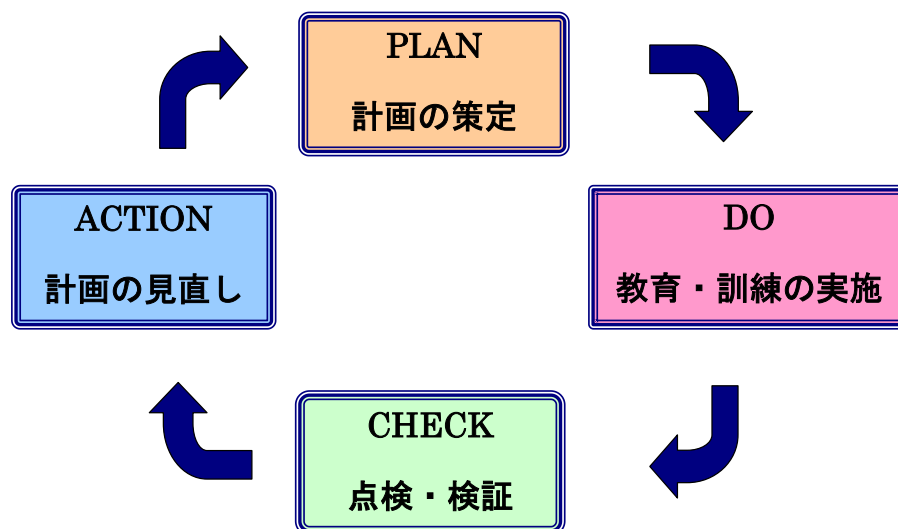 PLAN
計画の策定
ACTION
計画の見直し
DO
教育・訓練の実施
CHECK
点検・検証